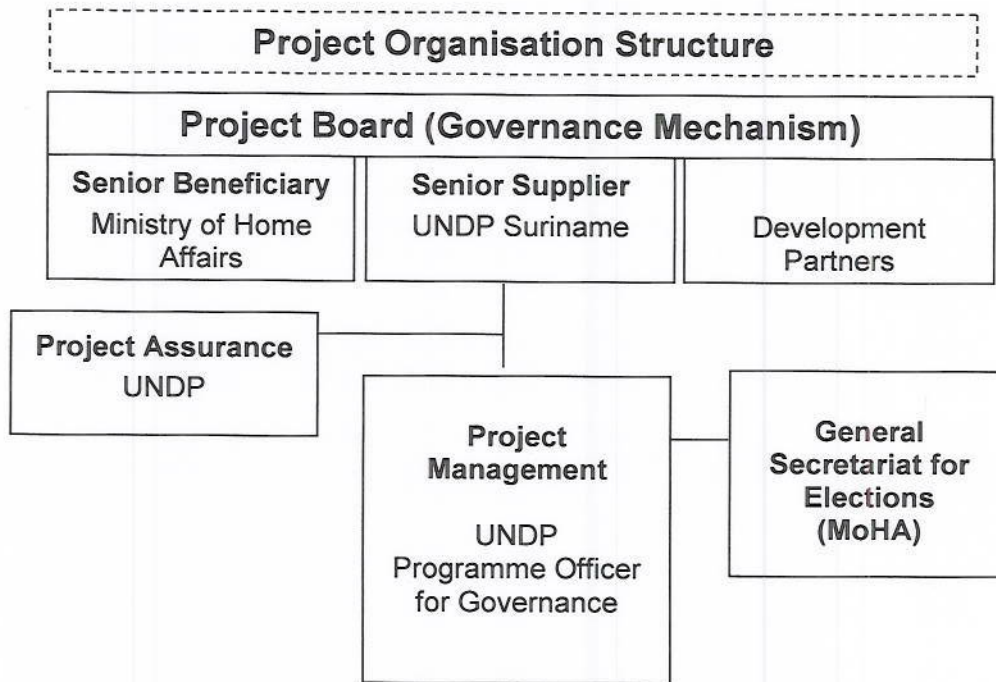 Project Organisation Structure
Project Board (Governance Mechanism)
Senior Beneficiary
Ministry of Home
Affairs
Senior Supplier
UNDP Suriname
Development
Partners
Project Assurance
UNDP
Project
Management
UNDP
Programme Officer
for Governance
General
Secretariat for
Elections
(MoHA)